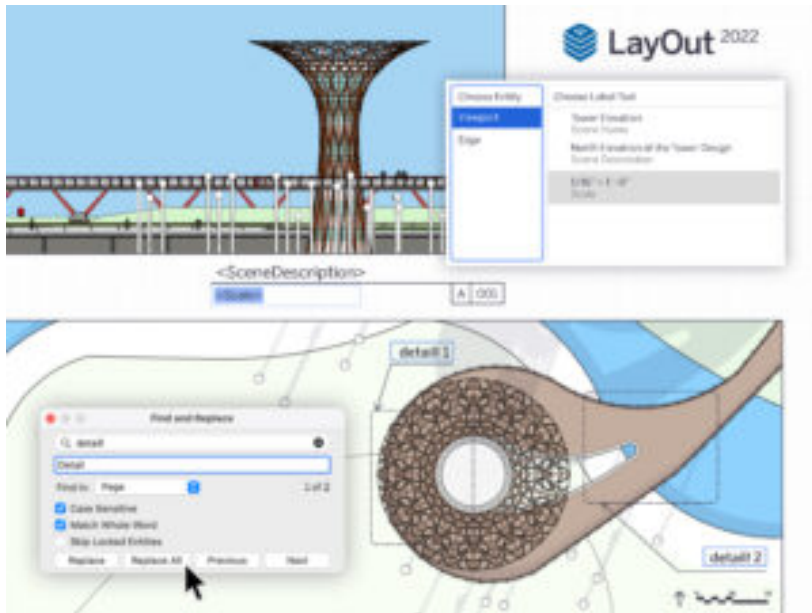 LayOut 2022
Choose Entity
Choose Label Text
Viewport
Tower Elevation
Scene Name
Edge
North Elevation of the Tower Design
Scene Description
Scale
<SceneDescription>
<Scale>
A 001
detail 1
Find and Replace
detail
Detail
Find In: Page
1 of 2
Case Sensitive
Match Whole Word
Skip Locked Entities
Replace
Replace All
Previous
Next
detail 2